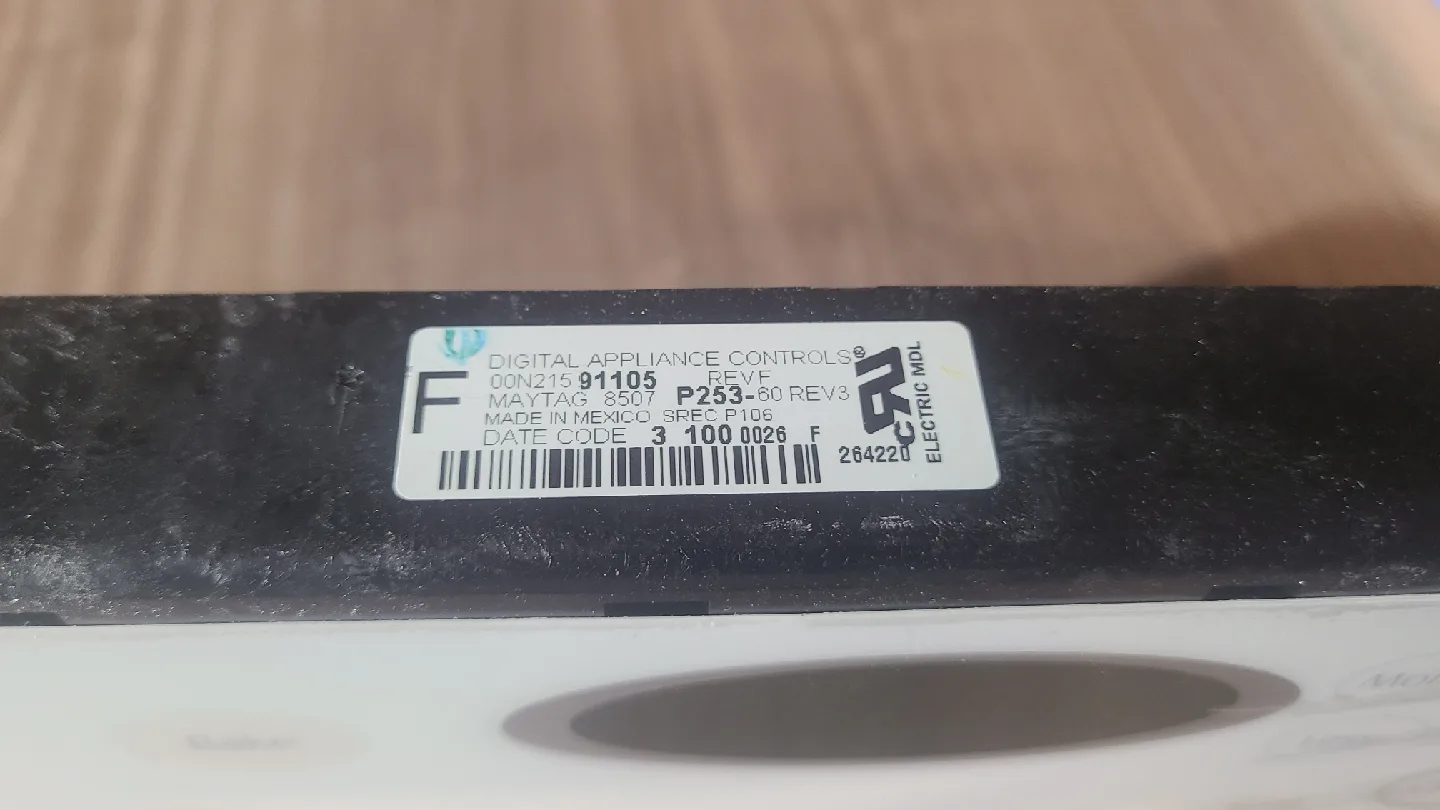 F
DIGITAL APPLIANCE CONTROLS®
00N215 91105 REV F
MAYTAG 8507 P253-60 REV3
MADE IN MEXICO SREC P106
DATE CODE 3 100 0026 F
264220
ELECTRIC MDL